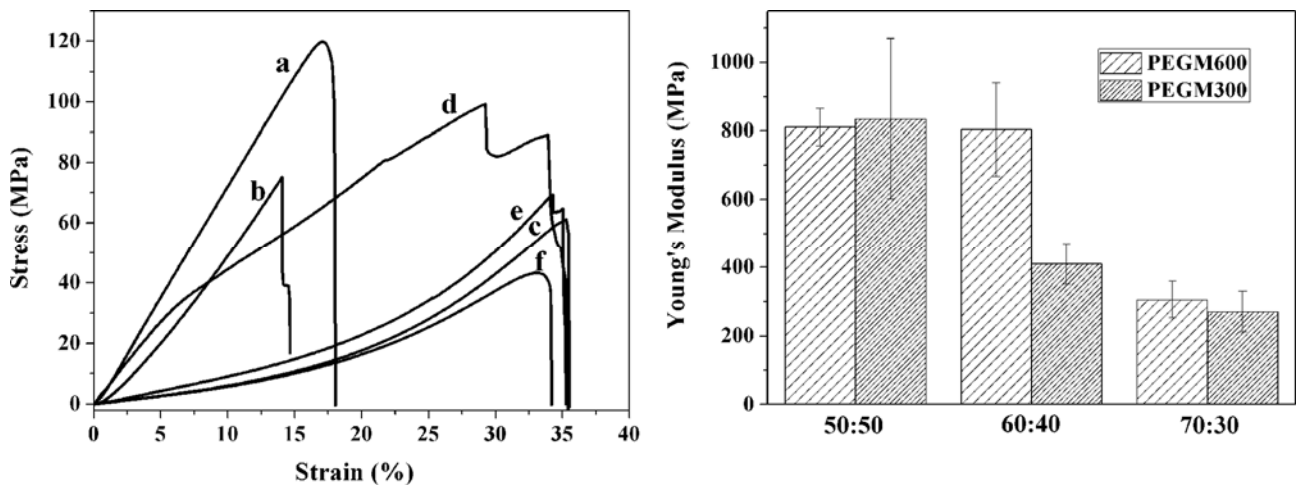 120
100
80
60
40
20
0
Stress (MPa)
a
b
d
e
c
f
0 5 10 15 20 25 30 35 40
Strain (%)
1000
800
600
400
200
0
Young's Modulus (MPa)
PEGM600
PEGM300
50:50 60:40 70:30